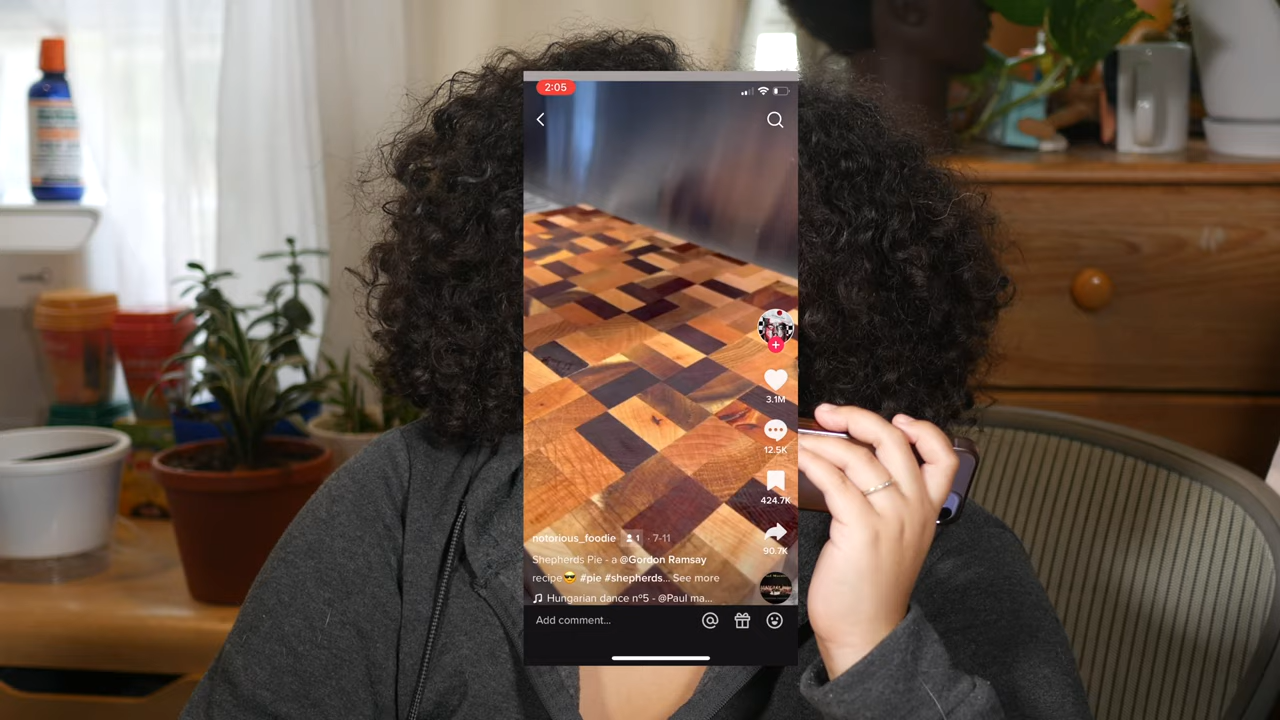 2:05
3.1M
12.5K
424.7K
90.7K
notorious_foodie 1 · 7-11
Shepherds Pie - a @Gordon Ramsay
recipe😎 #pie #shepherds... See more
Hungarian dance nº5 - @Paul ma...
Add comment...